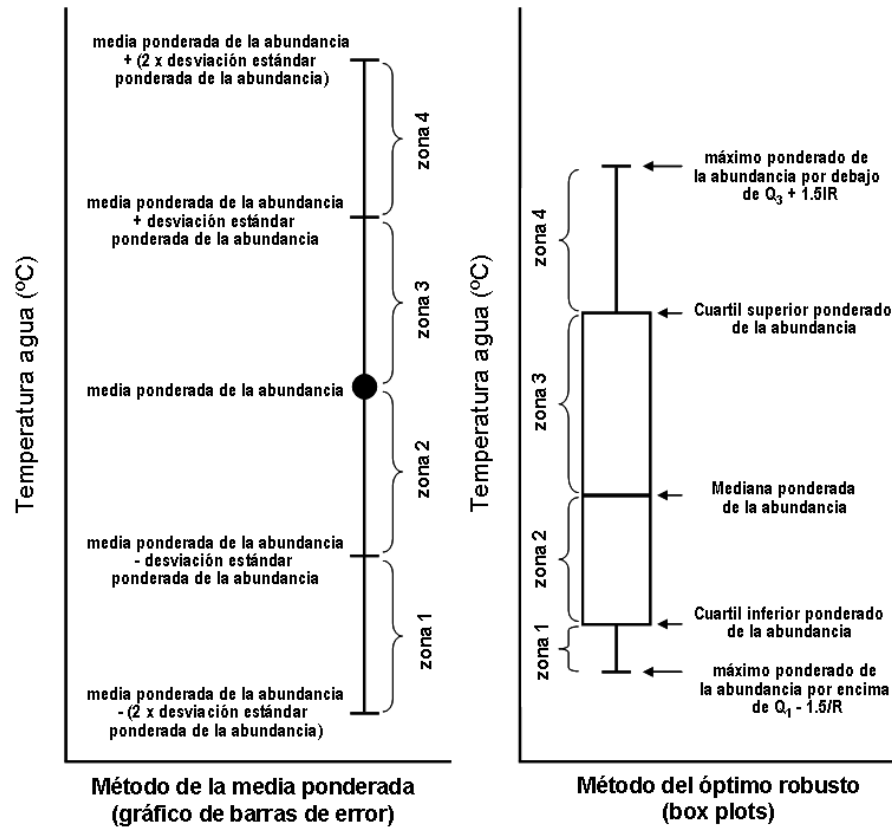 Temperatura agua (ºC)
media ponderada de la abundancia
+ (2 x desviación estándar
ponderada de la abundancia)
zona 4
media ponderada de la abundancia
+ desviación estándar
ponderada de la abundancia
zona 3
media ponderada de la abundancia
zona 2
media ponderada de la abundancia
- desviación estándar
ponderada de la abundancia
zona 1
media ponderada de la abundancia
-(2 x desviación estándar
ponderada de la abundancia)
Método de la media ponderada
(gráfico de barras de error)
Temperatura agua (ºC)
zona 4
máximo ponderado de
la abundancia por debajo
de Q3 + 1.5IR
Cuartil superior ponderado
de la abundancia
zona 3
Mediana ponderada
de la abundancia
zona 2
Cuartil inferior ponderado
de la abundancia
zona 1
máximo ponderado de
la abundancia por encima
de Q1 - 1.5/R
Método del óptimo robusto
(box plots)